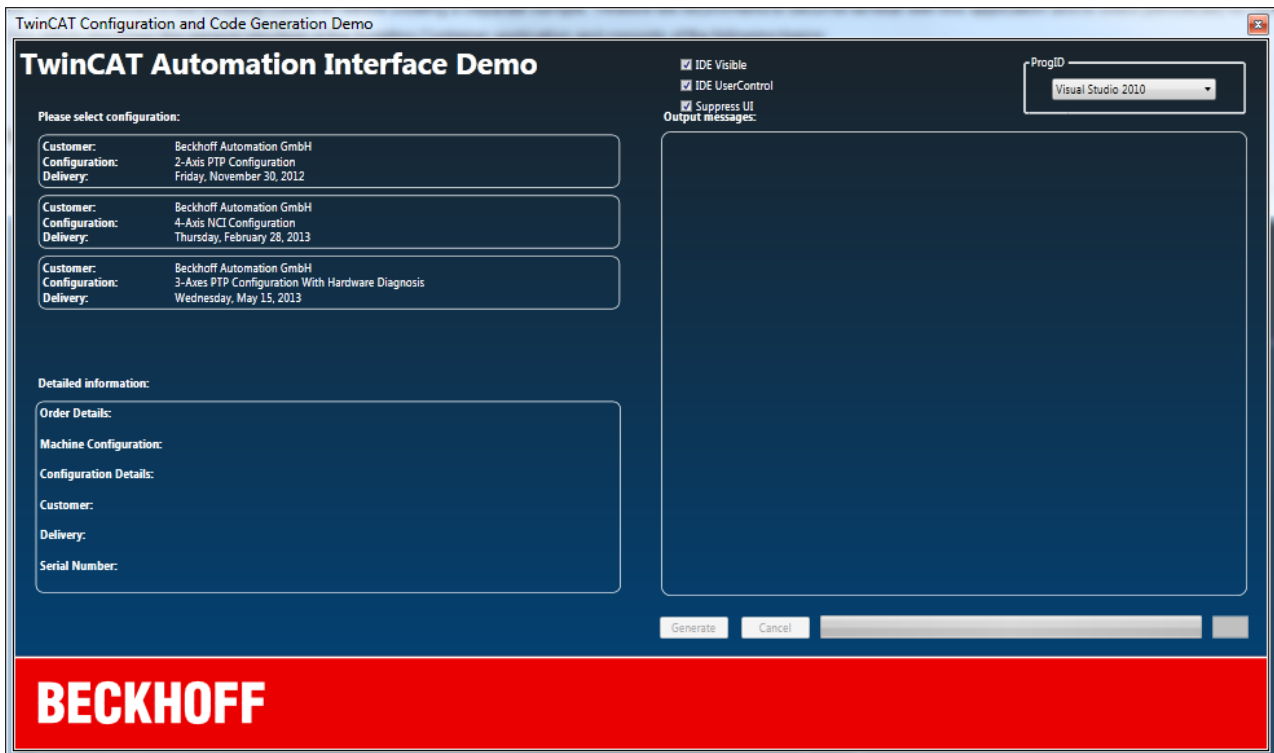 TwinCAT Configuration and Code Generation Demo
TwinCAT Automation Interface Demo
IDE Visible
IDE UserControl
Suppress UI
ProgID
Visual Studio 2010
Please select configuration:
Customer: Beckhoff Automation GmbH
Configuration: 2-Axis PTP Configuration
Delivery: Friday, November 30, 2012
Customer: Beckhoff Automation GmbH
Configuration: 4-Axis NCI Configuration
Delivery: Thursday, February 28, 2013
Customer: Beckhoff Automation GmbH
Configuration: 3-Axes PTP Configuration With Hardware Diagnosis
Delivery: Wednesday, May 15, 2013
Detailed information:
Order Details:
Machine Configuration:
Configuration Details:
Customer:
Delivery:
Serial Number:
Output messages:
Generate
Cancel
BECKHOFF